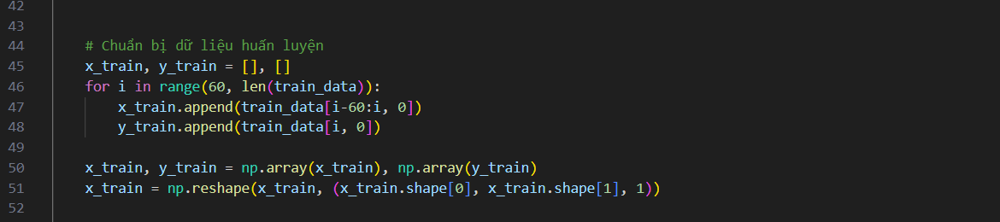 42
43
44 # Chuẩn bị dữ liệu huấn luyện
45 x_train, y_train = [], []
46 for i in range(60, len(train_data)):
47     x_train.append(train_data[i-60:i, 0])
48     y_train.append(train_data[i, 0])
49
50 x_train, y_train = np.array(x_train), np.array(y_train)
51 x_train = np.reshape(x_train, (x_train.shape[0], x_train.shape[1], 1))
52